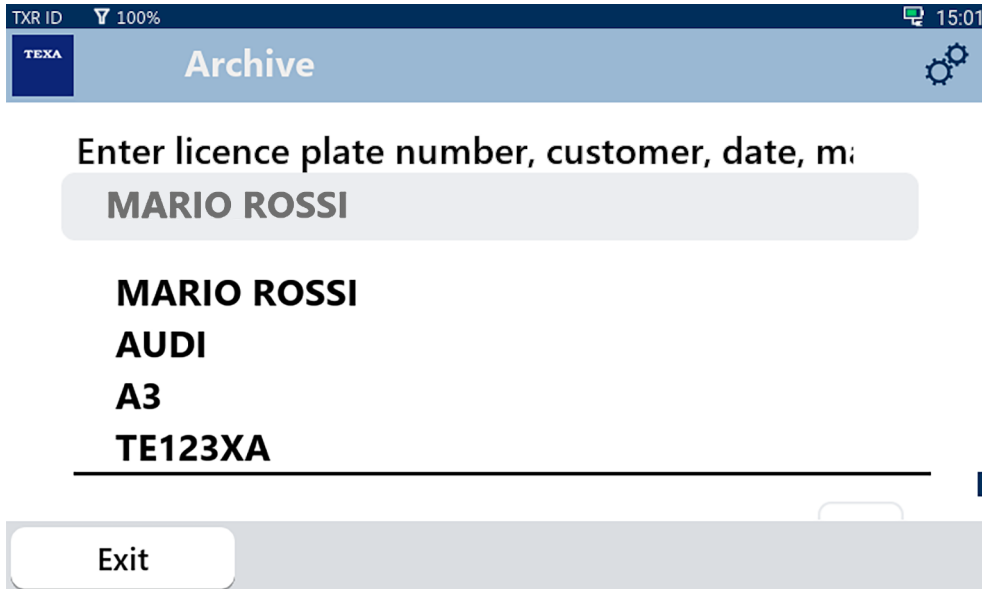 TXR ID 100% 15:01
TEXA
Archive
Enter licence plate number, customer, date,
MARIO ROSSI
MARIO ROSSI
AUDI
A3
TE123XA
Exit